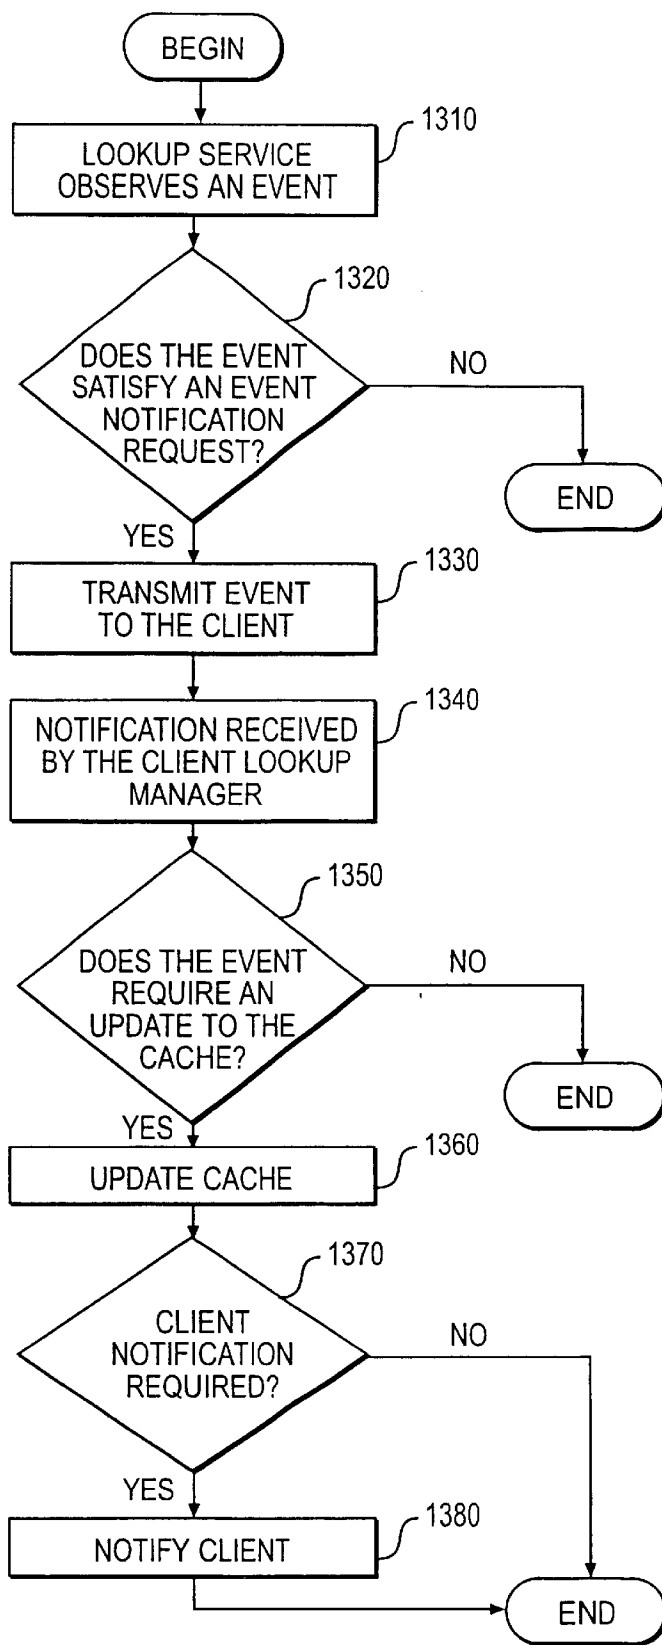 BEGIN
1310
LOOKUP SERVICE
OBSERVES AN EVENT
1320
DOES THE EVENT
SATISFY AN EVENT
NOTIFICATION
REQUEST?
NO
END
YES
1330
TRANSMIT EVENT
TO THE CLIENT
1340
NOTIFICATION RECEIVED
BY THE CLIENT LOOKUP
MANAGER
1350
DOES THE EVENT
REQUIRE AN
UPDATE TO THE
CACHE?
NO
END
YES
1360
UPDATE CACHE
1370
CLIENT
NOTIFICATION
REQUIRED?
NO
YES
1380
NOTIFY CLIENT
END